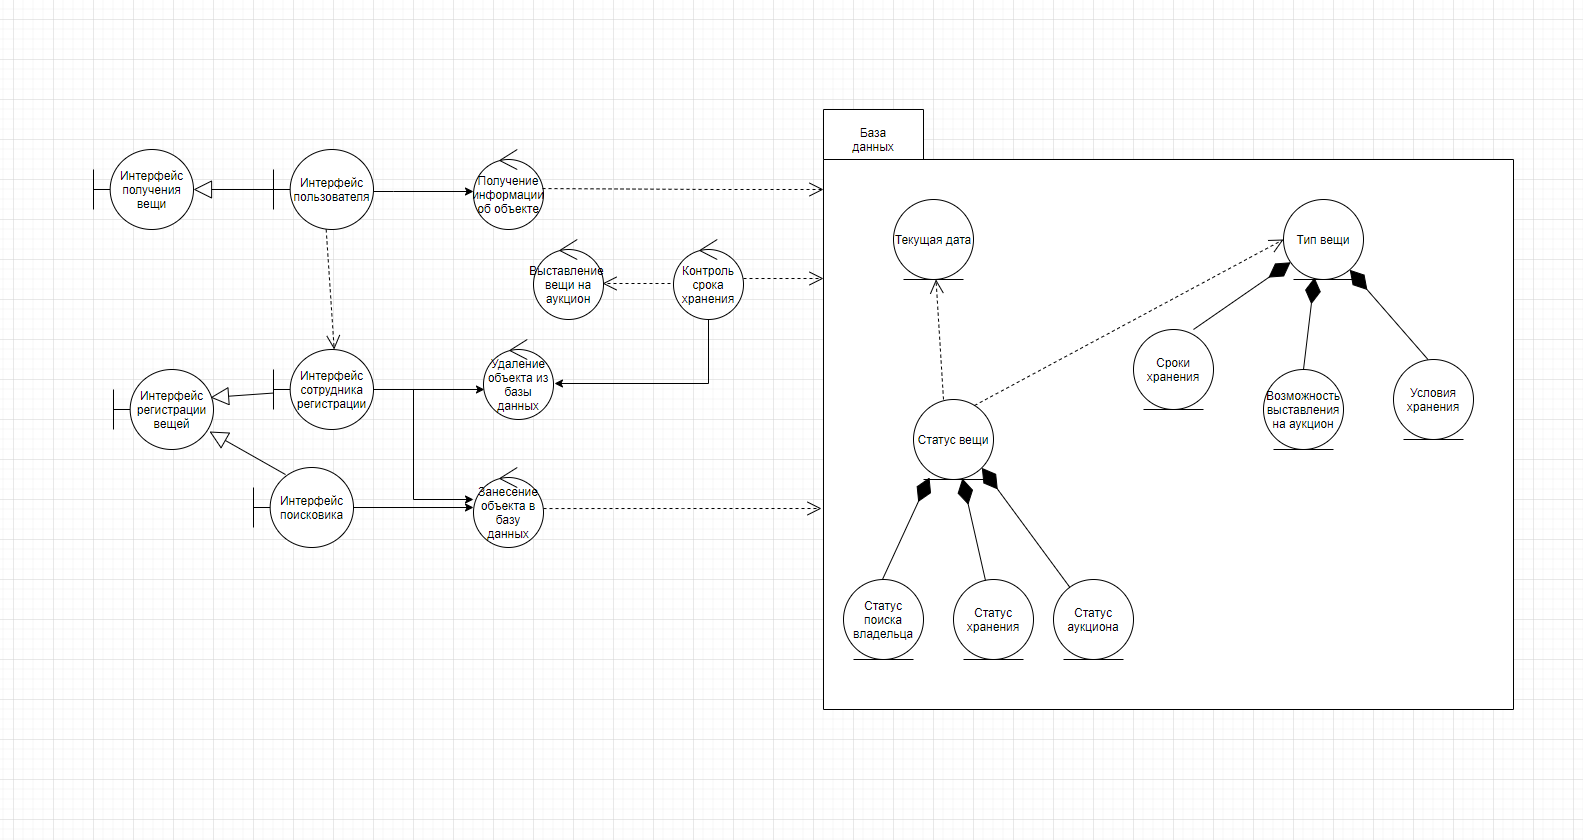 База
данных
Интерфейс
получения
вещи
Интерфейс
пользователя
Получение
информации
об объекте
Выставление
вещи на
аукцион
Контроль
срока
хранения
Интерфейс
регистрации
вещей
Интерфейс
сотрудника
регистрации
Удаление
объекта из
базы
данных
Интерфейс
поисковика
Занесение
объекта в
базу
данных
Текущая дата
Тип вещи
Сроки
хранения
Возможность
выставления
на аукцион
Условия
хранения
Статус вещи
Статус
поиска
владельца
Статус
хранения
Статус
аукциона